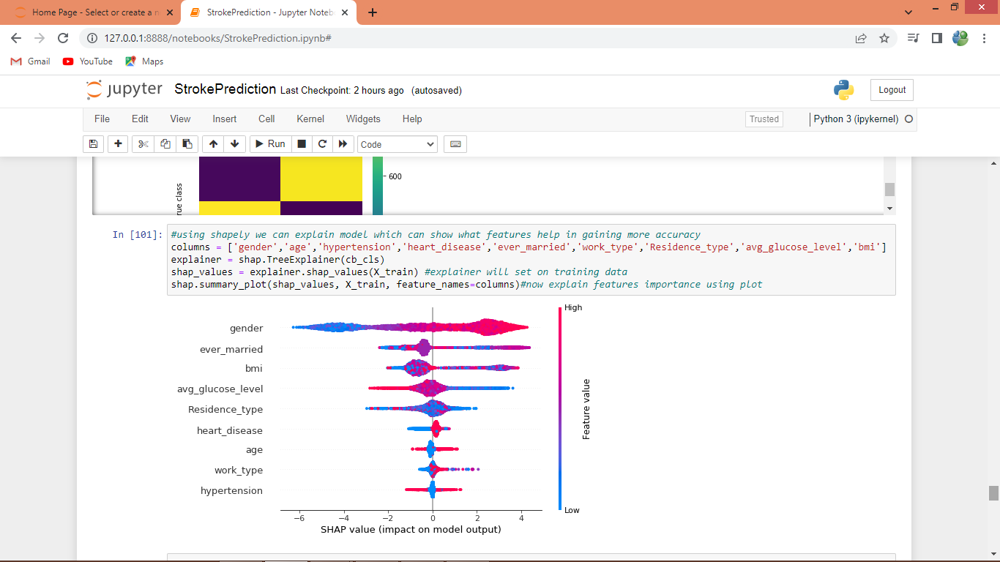 Home Page - Select or create a n
StrokePrediction - Jupyter Noteb
127.0.0.1:8888/notebooks/StrokePrediction.ipynb#
Gmail YouTube Maps
jupyter StrokePrediction Last Checkpoint: 2 hours ago (autosaved)
Logout
File Edit View Insert Cell Kernel Widgets Help
Trusted
Python 3 (ipykernel)
Run
Code
600
rue class
In [101]:
#using shapely we can explain model which can show what features help in gaining more accuracy
columns = ['gender','age','hypertension','heart_disease','ever_married','work_type','Residence_type','avg_glucose_level','bmi']
explainer = shap.TreeExplainer(cb_cls)
shap_values = explainer.shap_values(X_train) #explainer will set on training data
shap.summary_plot(shap_values, X_train, feature_names=columns)#now explain features importance using plot
High
gender
ever_married
bmi
avg_glucose_level
Residence_type
heart_disease
age
work_type
hypertension
Feature value
Low
−6 −4 −2 0 2 4
SHAP value (impact on model output)